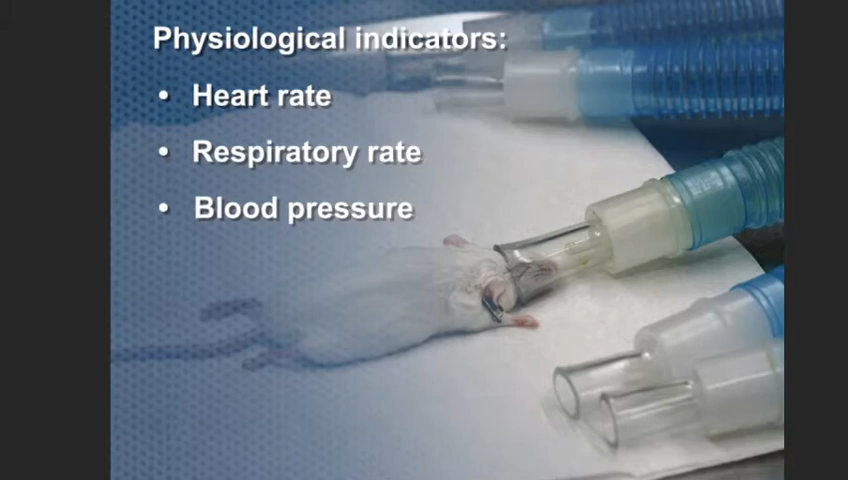 Physiological indicators:
• Heart rate
• Respiratory rate
• Blood pressure